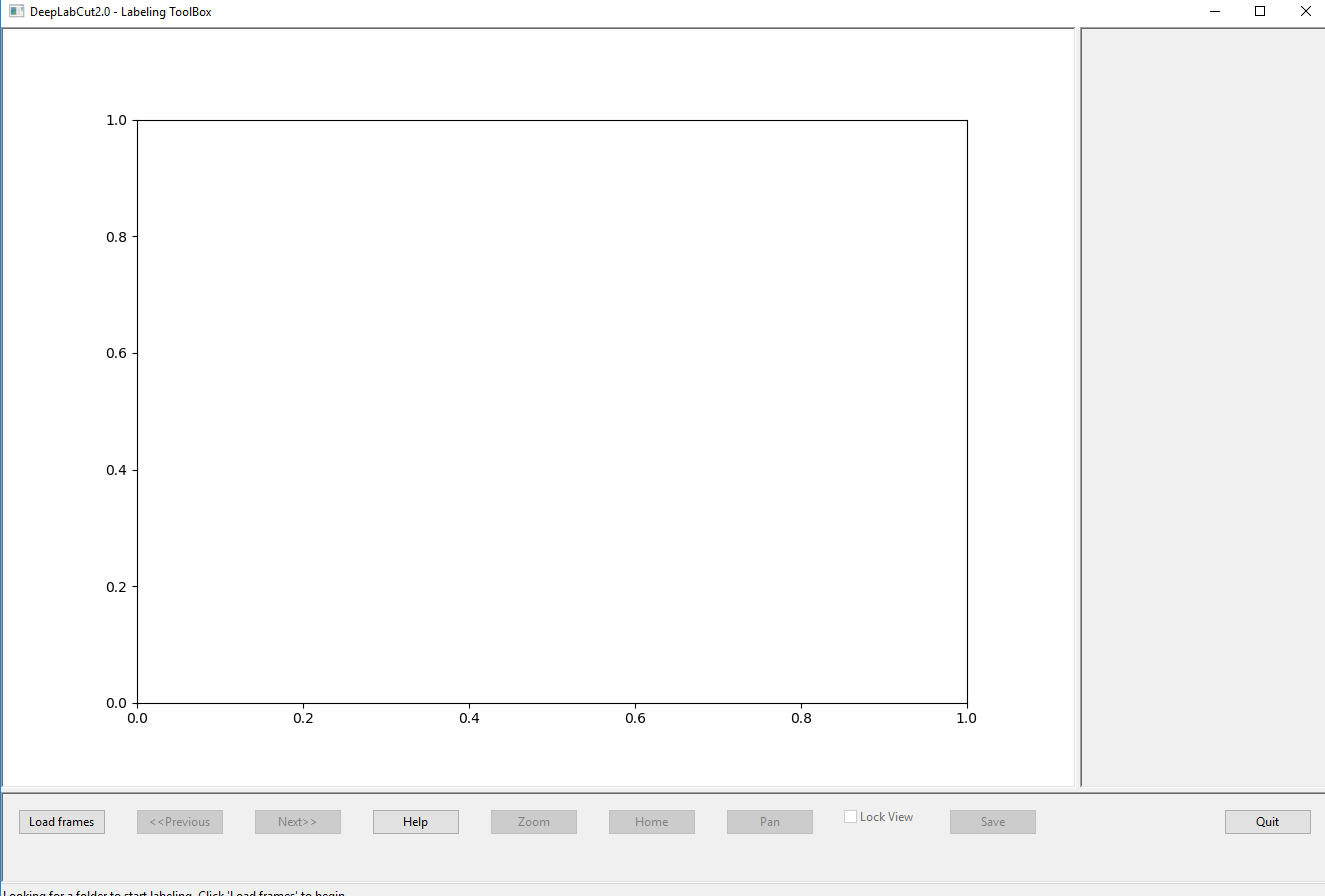 DeepLabCut2.0 - Labeling ToolBox
1.0
0.8
0.6
0.4
0.2
0.0
0.0 0.2 0.4 0.6 0.8 1.0
Load frames <<Previous Next>> Help Zoom Home Pan Lock View Save Quit
Looking for a folder to start labeling. Click 'Load frames' to begin.